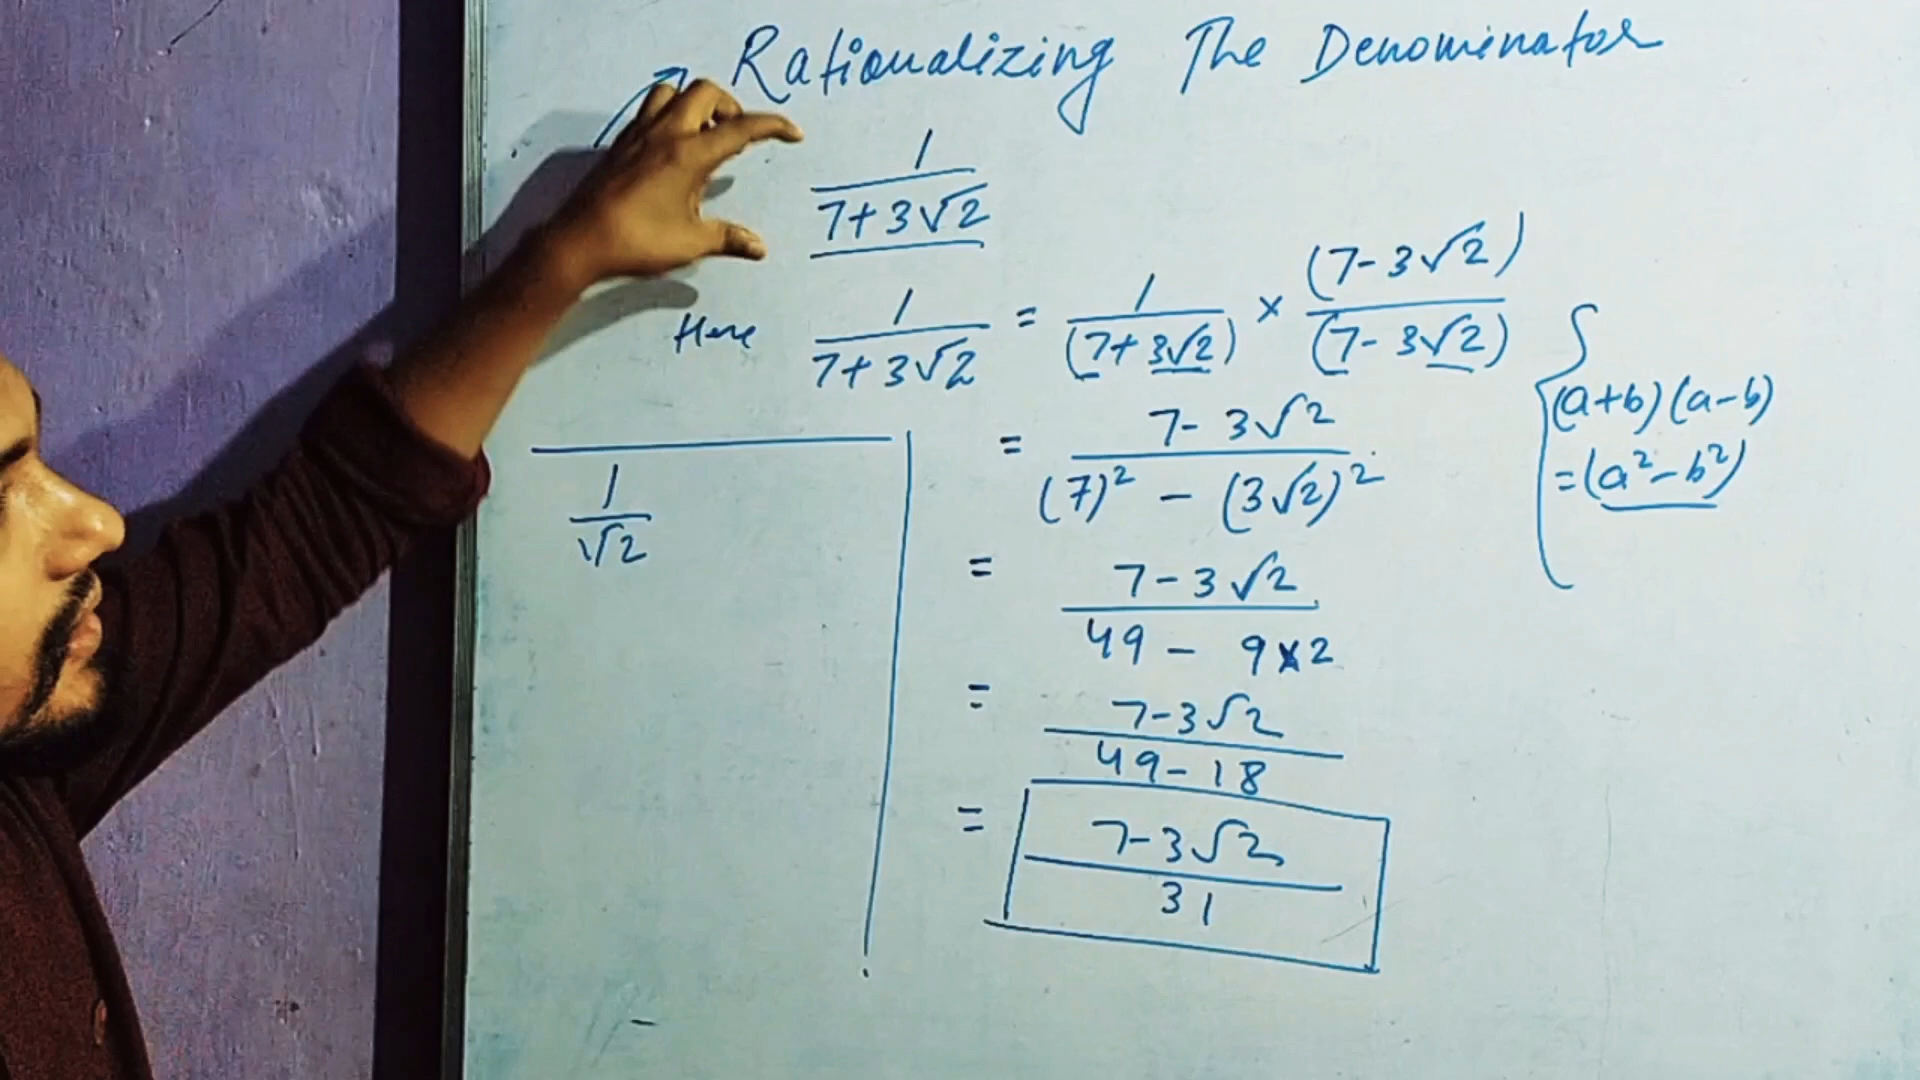 Rationalizing The Denominator
1/(7+3√2)
Here 1/(7+3√2) = 1/(7+3√2) × (7-3√2)/(7-3√2)
= (7-3√2)/((7)² - (3√2)²)
{(a+b)(a-b)
=(a²-b²)
= (7-3√2)/(49 - 9×2)
= (7-3√2)/(49-18)
= (7-3√2)/31
1/√2